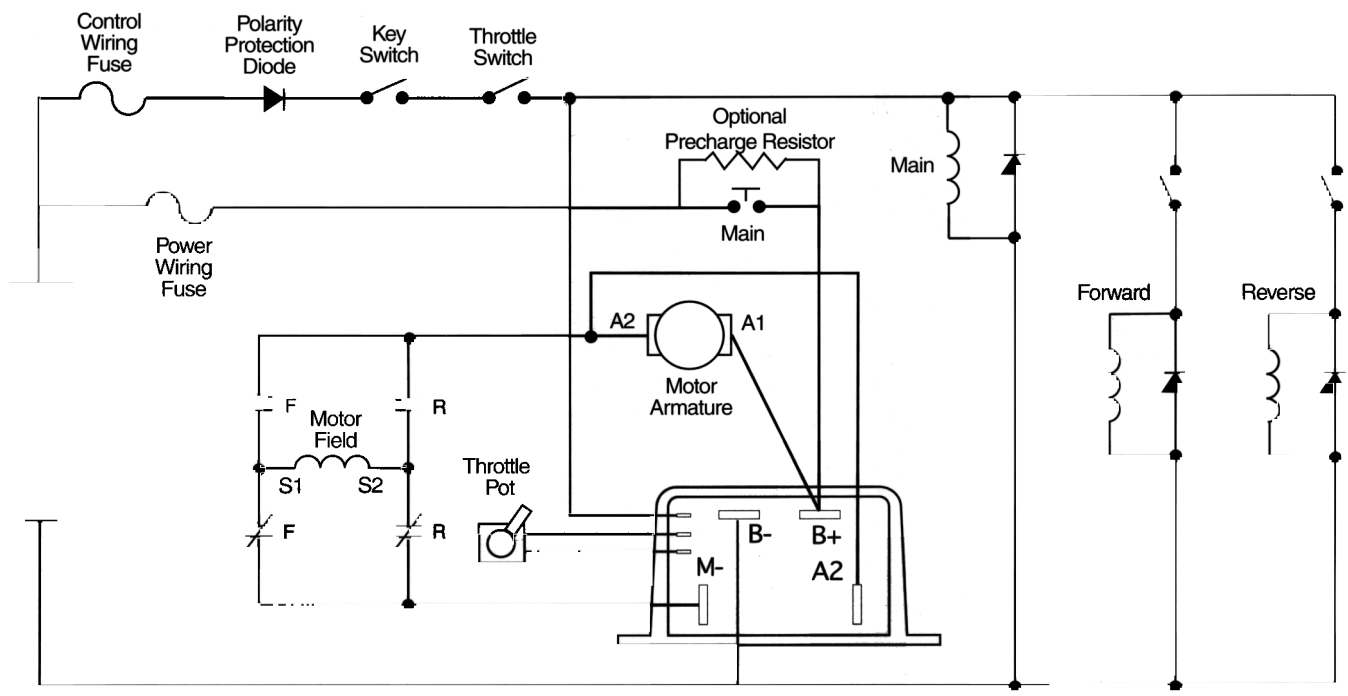 Control
Wiring
Fuse
Polarity
Protection
Diode
Key
Switch
Throttle
Switch
Optional
Precharge Resistor
Main
Main
Power
Wiring
Fuse
Forward
Reverse
A2
A1
Motor
Armature
F
R
Motor
Field
S1
S2
Throttle
Pot
F
R
B-
B+
M-
A2